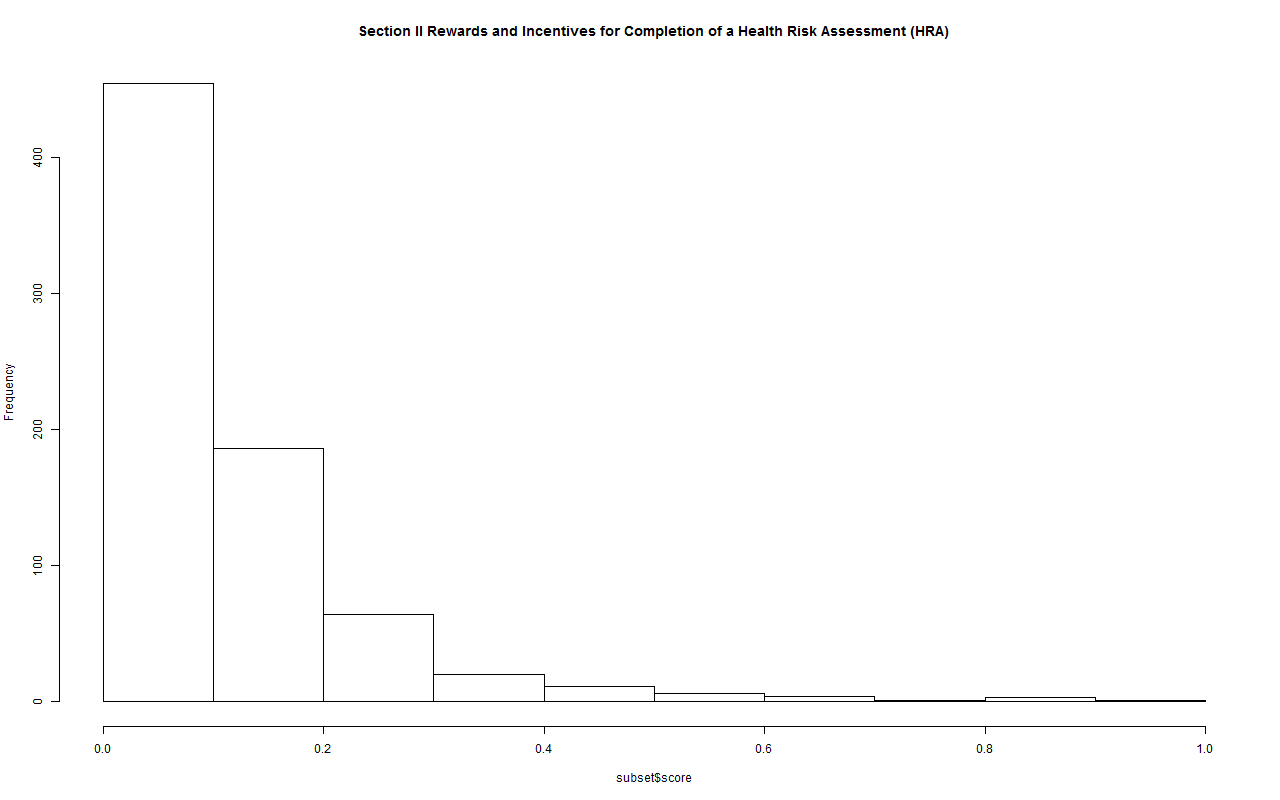 Section II Rewards and Incentives for Completion of a Health Risk Assessment (HRA)
Frequency
400
300
200
100
0
0.0 0.2 0.4 0.6 0.8 1.0
subset$score